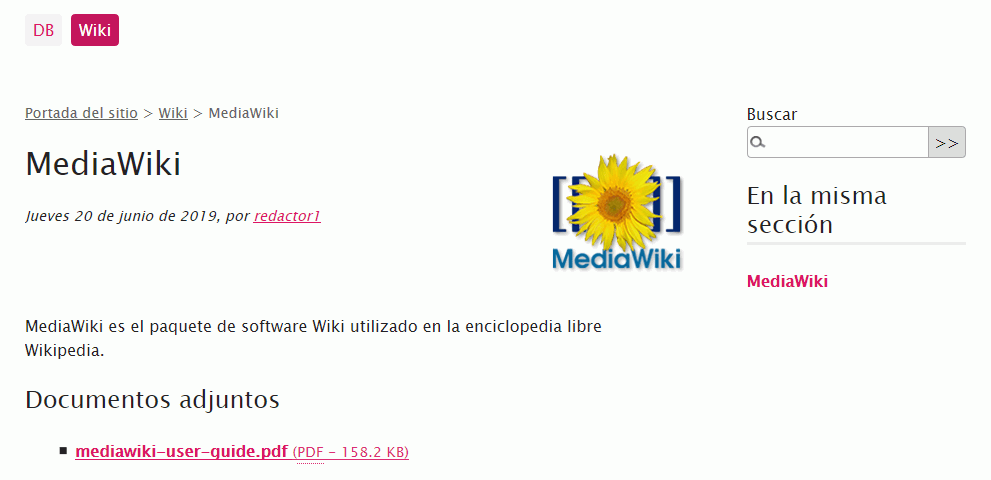 DB Wiki
Portada del sitio > Wiki > MediaWiki
MediaWiki
Jueves 20 de junio de 2019, por redactor1
[[ ]]
MediaWiki
MediaWiki es el paquete de software Wiki utilizado en la enciclopedia libre
Wikipedia.
Documentos adjuntos
mediawiki-user-guide.pdf (PDF - 158.2 KB)
Buscar
>>
En la misma
sección
MediaWiki